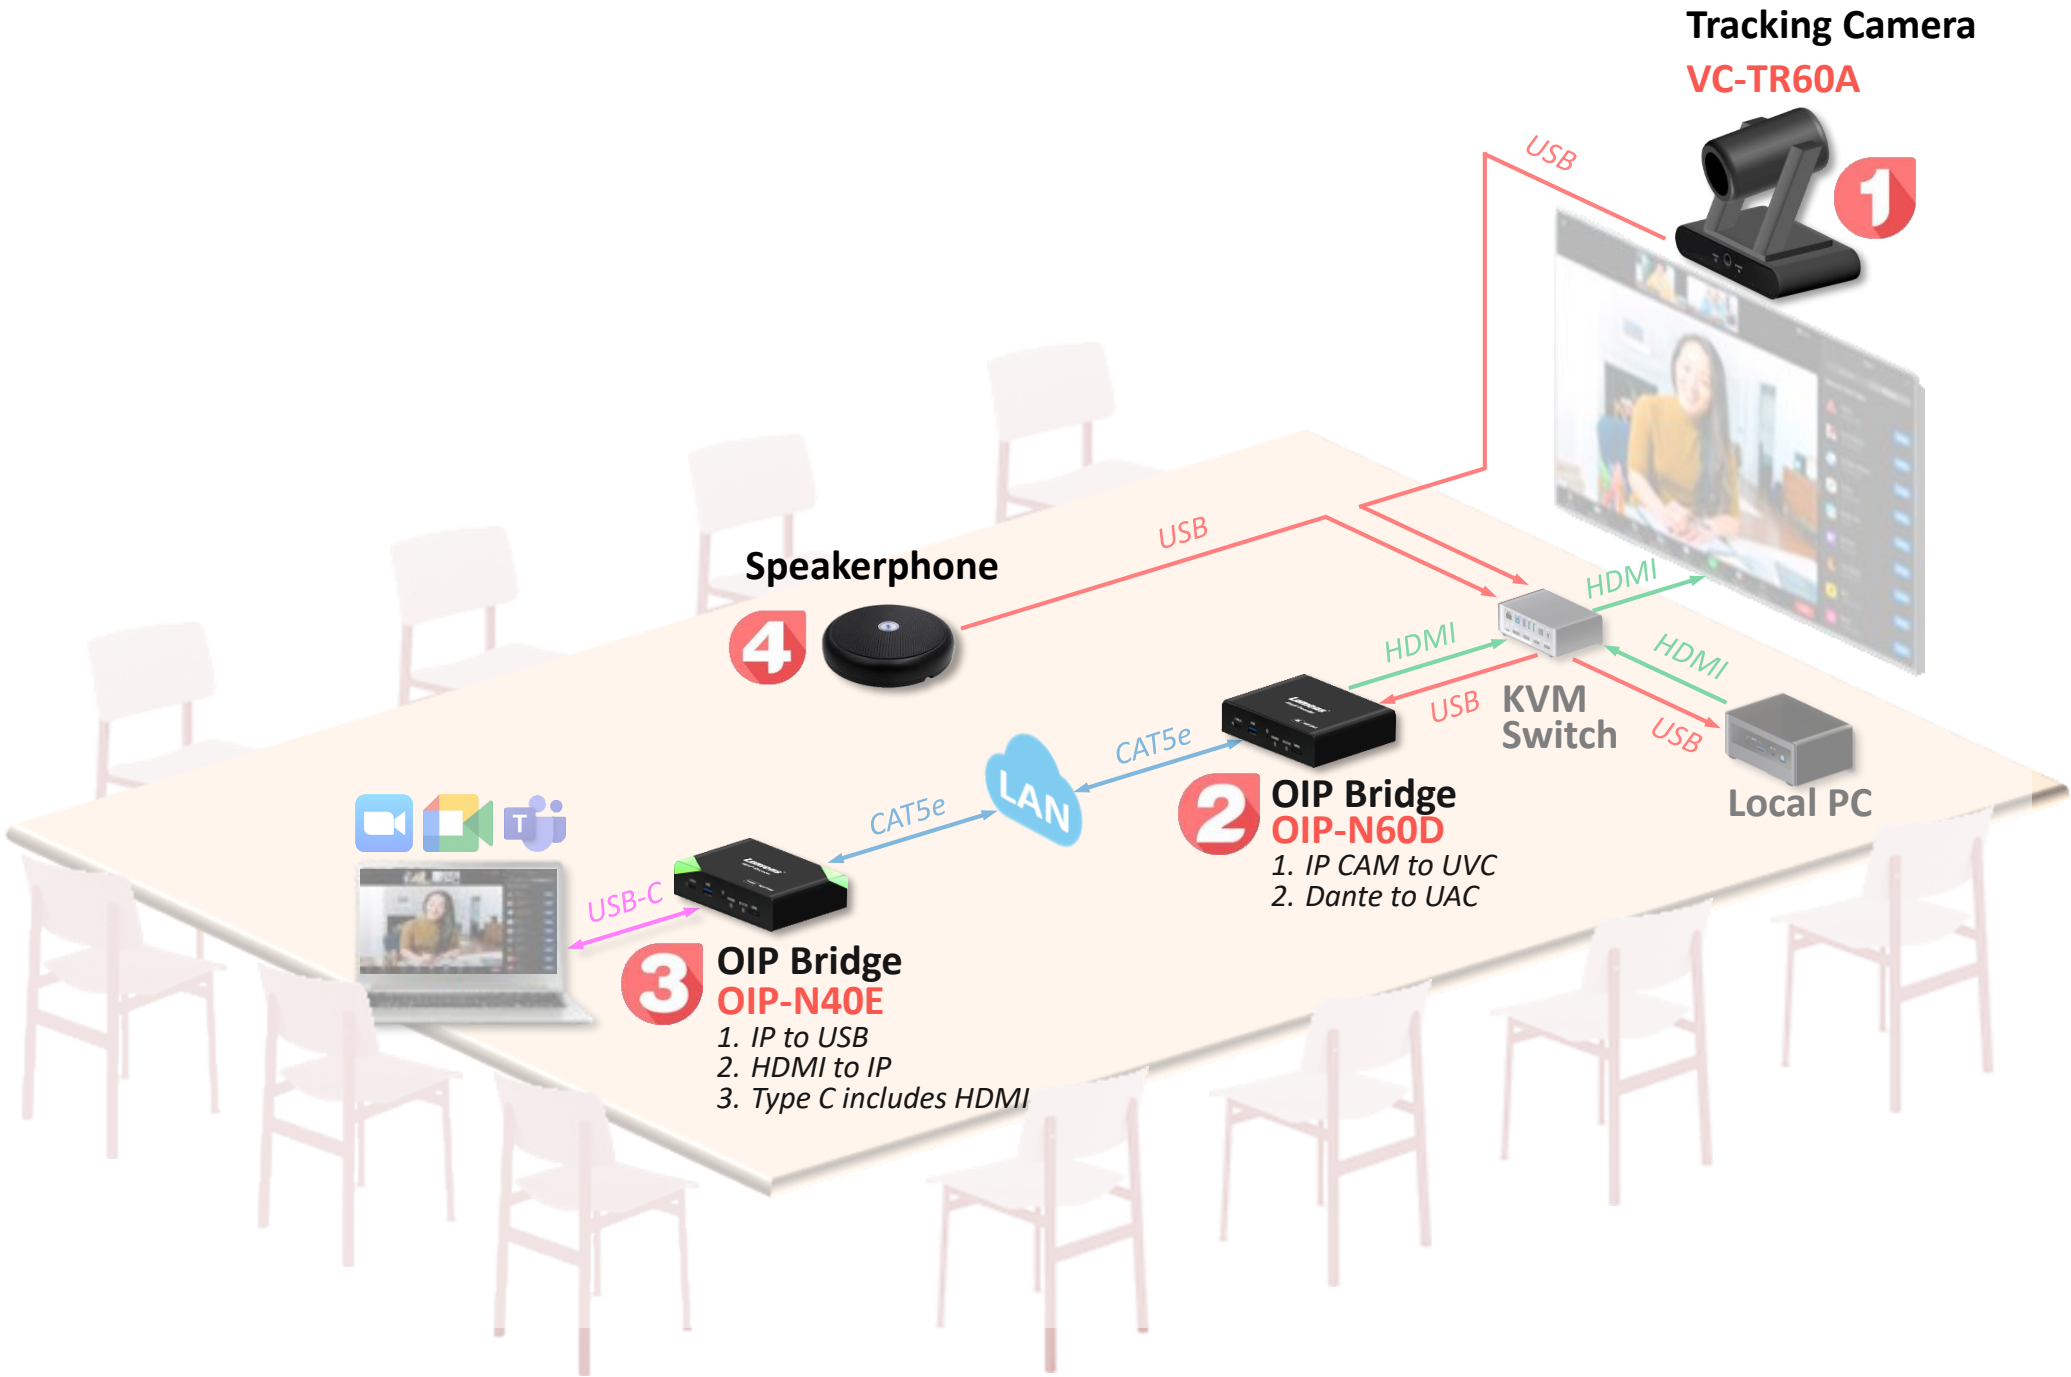 Tracking Camera
VC-TR60A
USB
1
HDMI
USB
Speakerphone
4
HDMI
HDMI
USB
KVM
Switch
USB
Local PC
CAT5e
LAN
2
OIP Bridge
OIP-N60D
1. IP CAM to UVC
2. Dante to UAC
CAT5e
T
Lumens
USB-C
3
OIP Bridge
OIP-N40E
1. IP to USB
2. HDMI to IP
3. Type C includes HDMI